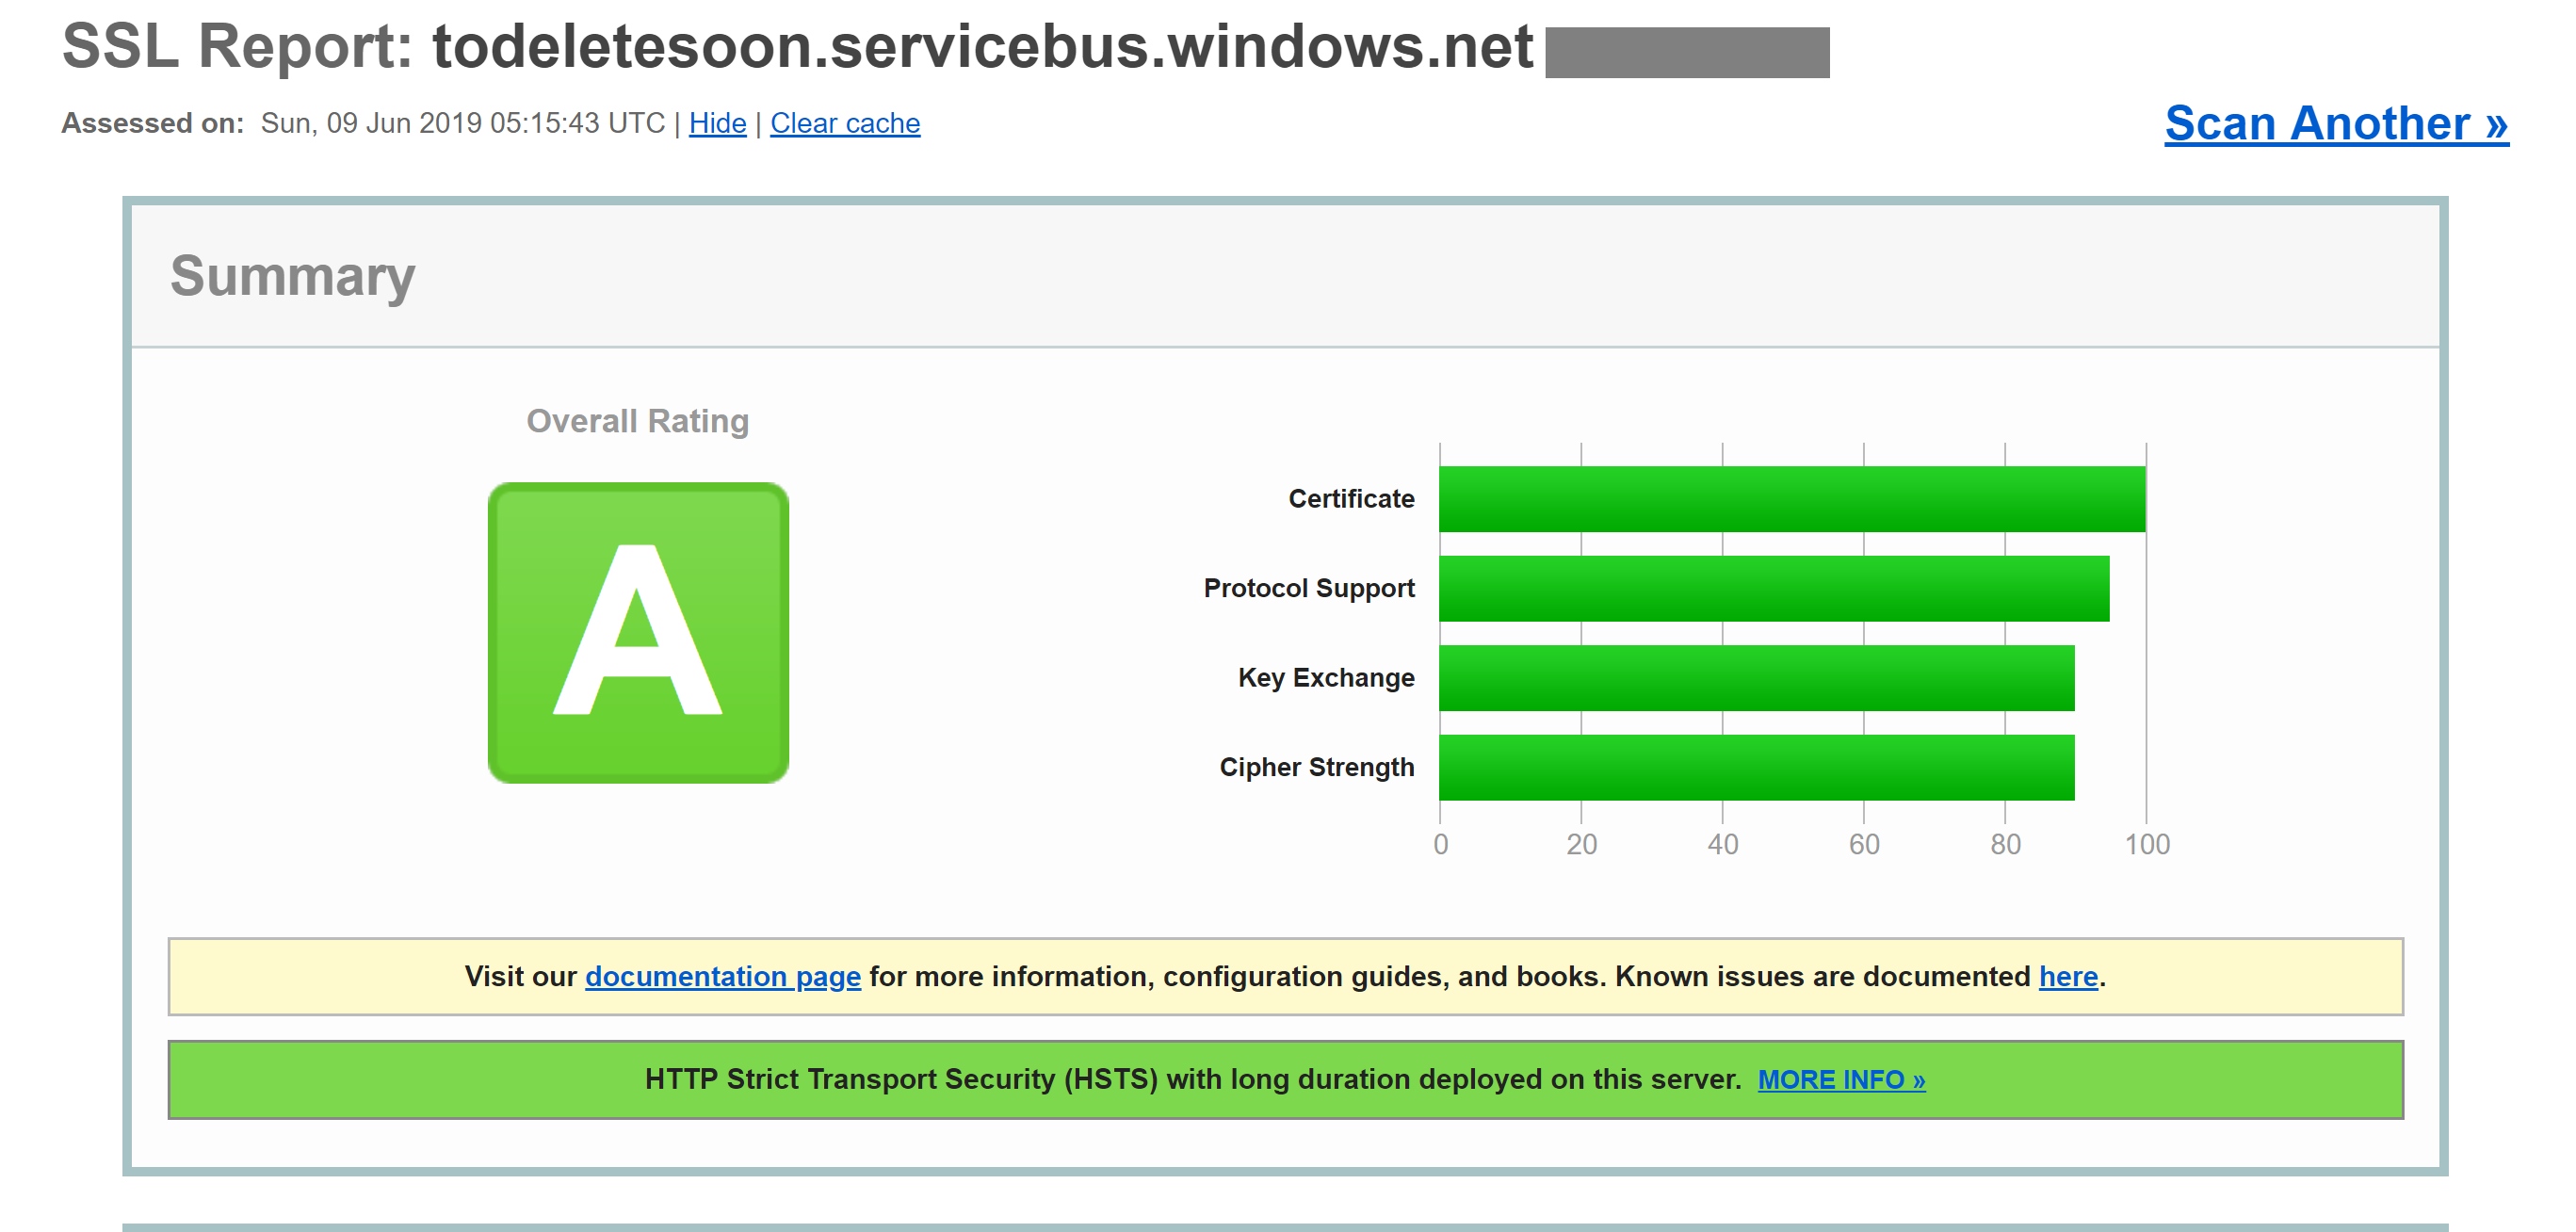 SSL Report: todeletesoon.servicebus.windows.net
Assessed on: Sun, 09 Jun 2019 05:15:43 UTC | Hide | Clear cache
Scan Another »
Summary
Overall Rating
A
Certificate
Protocol Support
Key Exchange
Cipher Strength
0 20 40 60 80 100
Visit our documentation page for more information, configuration guides, and books. Known issues are documented here.
HTTP Strict Transport Security (HSTS) with long duration deployed on this server. MORE INFO »